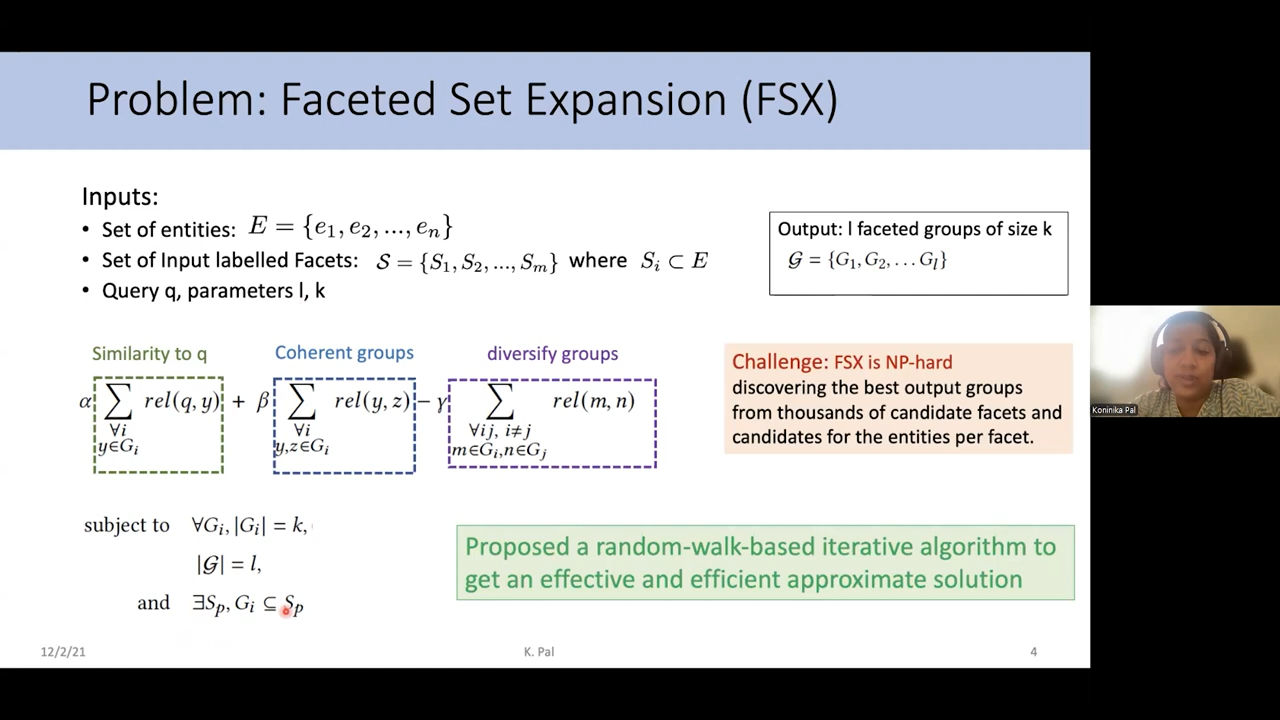 Problem: Faceted Set Expansion (FSX)
Inputs:
• Set of entities: E = {e₁, e₂, ..., eₙ}
• Set of Input labelled Facets: 𝒮 = {S₁, S₂, ..., Sₘ} where Sᵢ ⊂ E
• Query q, parameters l, k
Output: l faceted groups of size k
𝒢 = {G₁, G₂, . . . Gₗ}
Similarity to q
Coherent groups
diversify groups
α ∑ rel(q, y) + β ∑ rel(y, z) − γ ∑ rel(m, n)
∀i ∀i ∀ij, i≠j
y∈Gᵢ y,z∈Gᵢ m∈Gᵢ,n∈Gⱼ
Challenge: FSX is NP-hard
discovering the best output groups
from thousands of candidate facets and
candidates for the entities per facet.
Koninika Pal
subject to ∀Gᵢ, |Gᵢ| = k,
|𝒢| = l,
and ∃Sₚ, Gᵢ ⊆ Sₚ
Proposed a random-walk-based iterative algorithm to
get an effective and efficient approximate solution
12/2/21
K. Pal
4